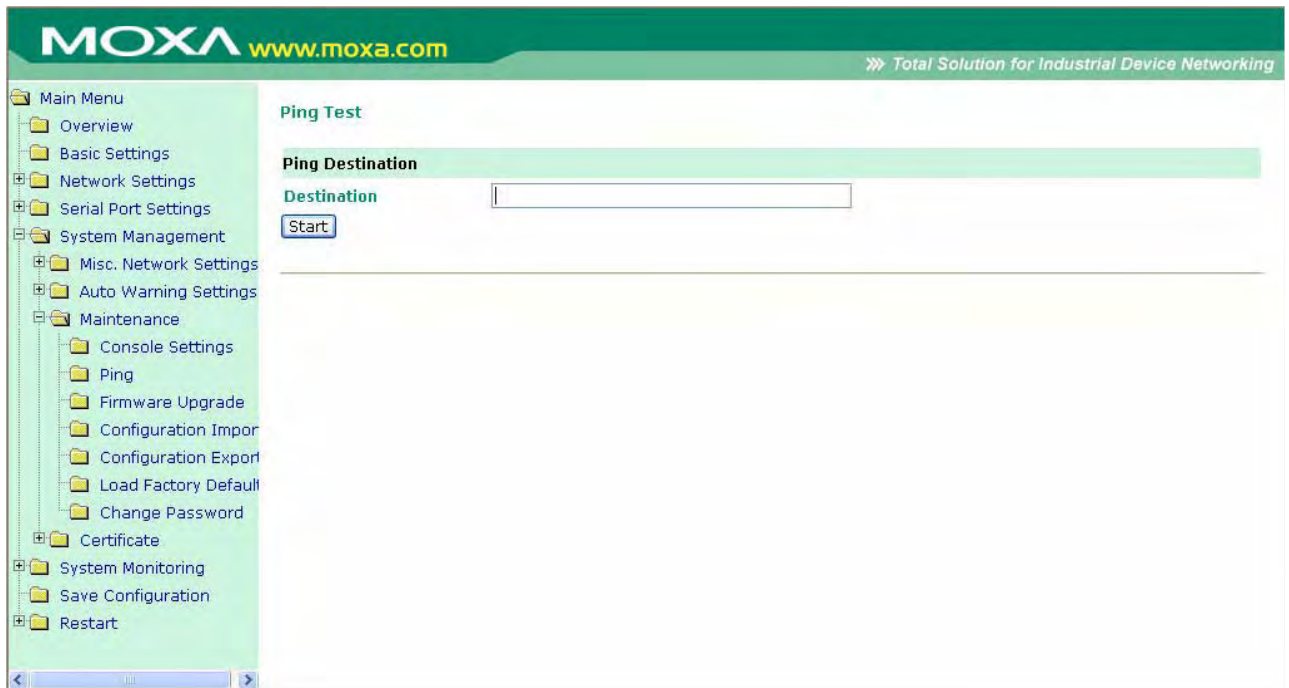 MOXA www.moxa.com
Total Solution for Industrial Device Networking
Main Menu
Overview
Basic Settings
Network Settings
Serial Port Settings
System Management
Misc. Network Settings
Auto Warning Settings
Maintenance
Console Settings
Ping
Firmware Upgrade
Configuration Impor
Configuration Export
Load Factory Default
Change Password
Certificate
System Monitoring
Save Configuration
Restart
Ping Test
Ping Destination
Destination
Start